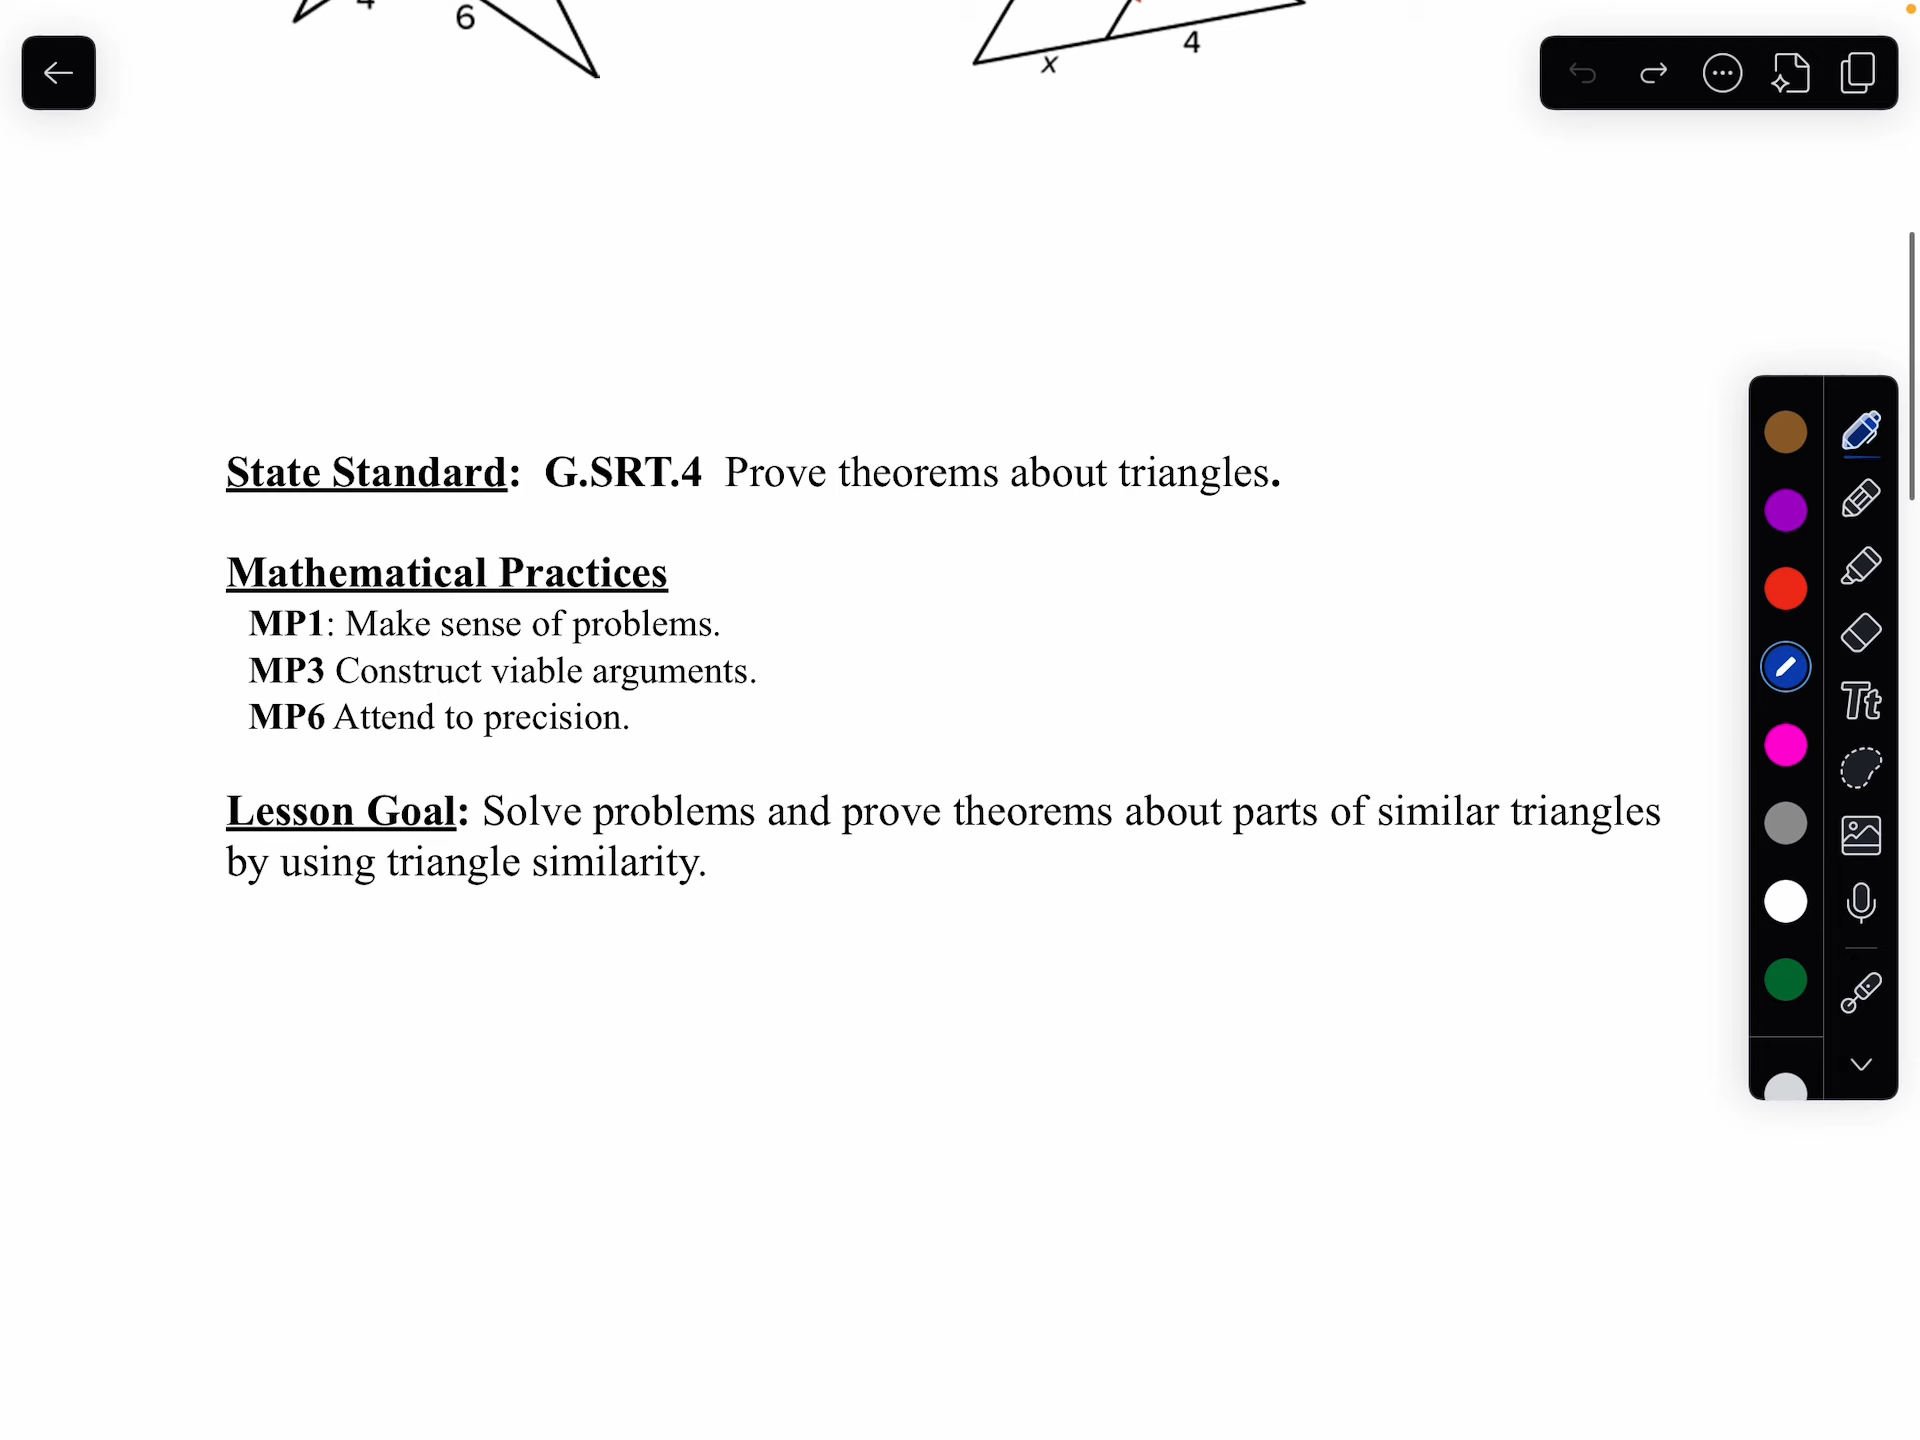 4
6
x
4
State Standard: G.SRT.4 Prove theorems about triangles.
Mathematical Practices
MP1: Make sense of problems.
MP3 Construct viable arguments.
MP6 Attend to precision.
Lesson Goal: Solve problems and prove theorems about parts of similar triangles
by using triangle similarity.
Tt